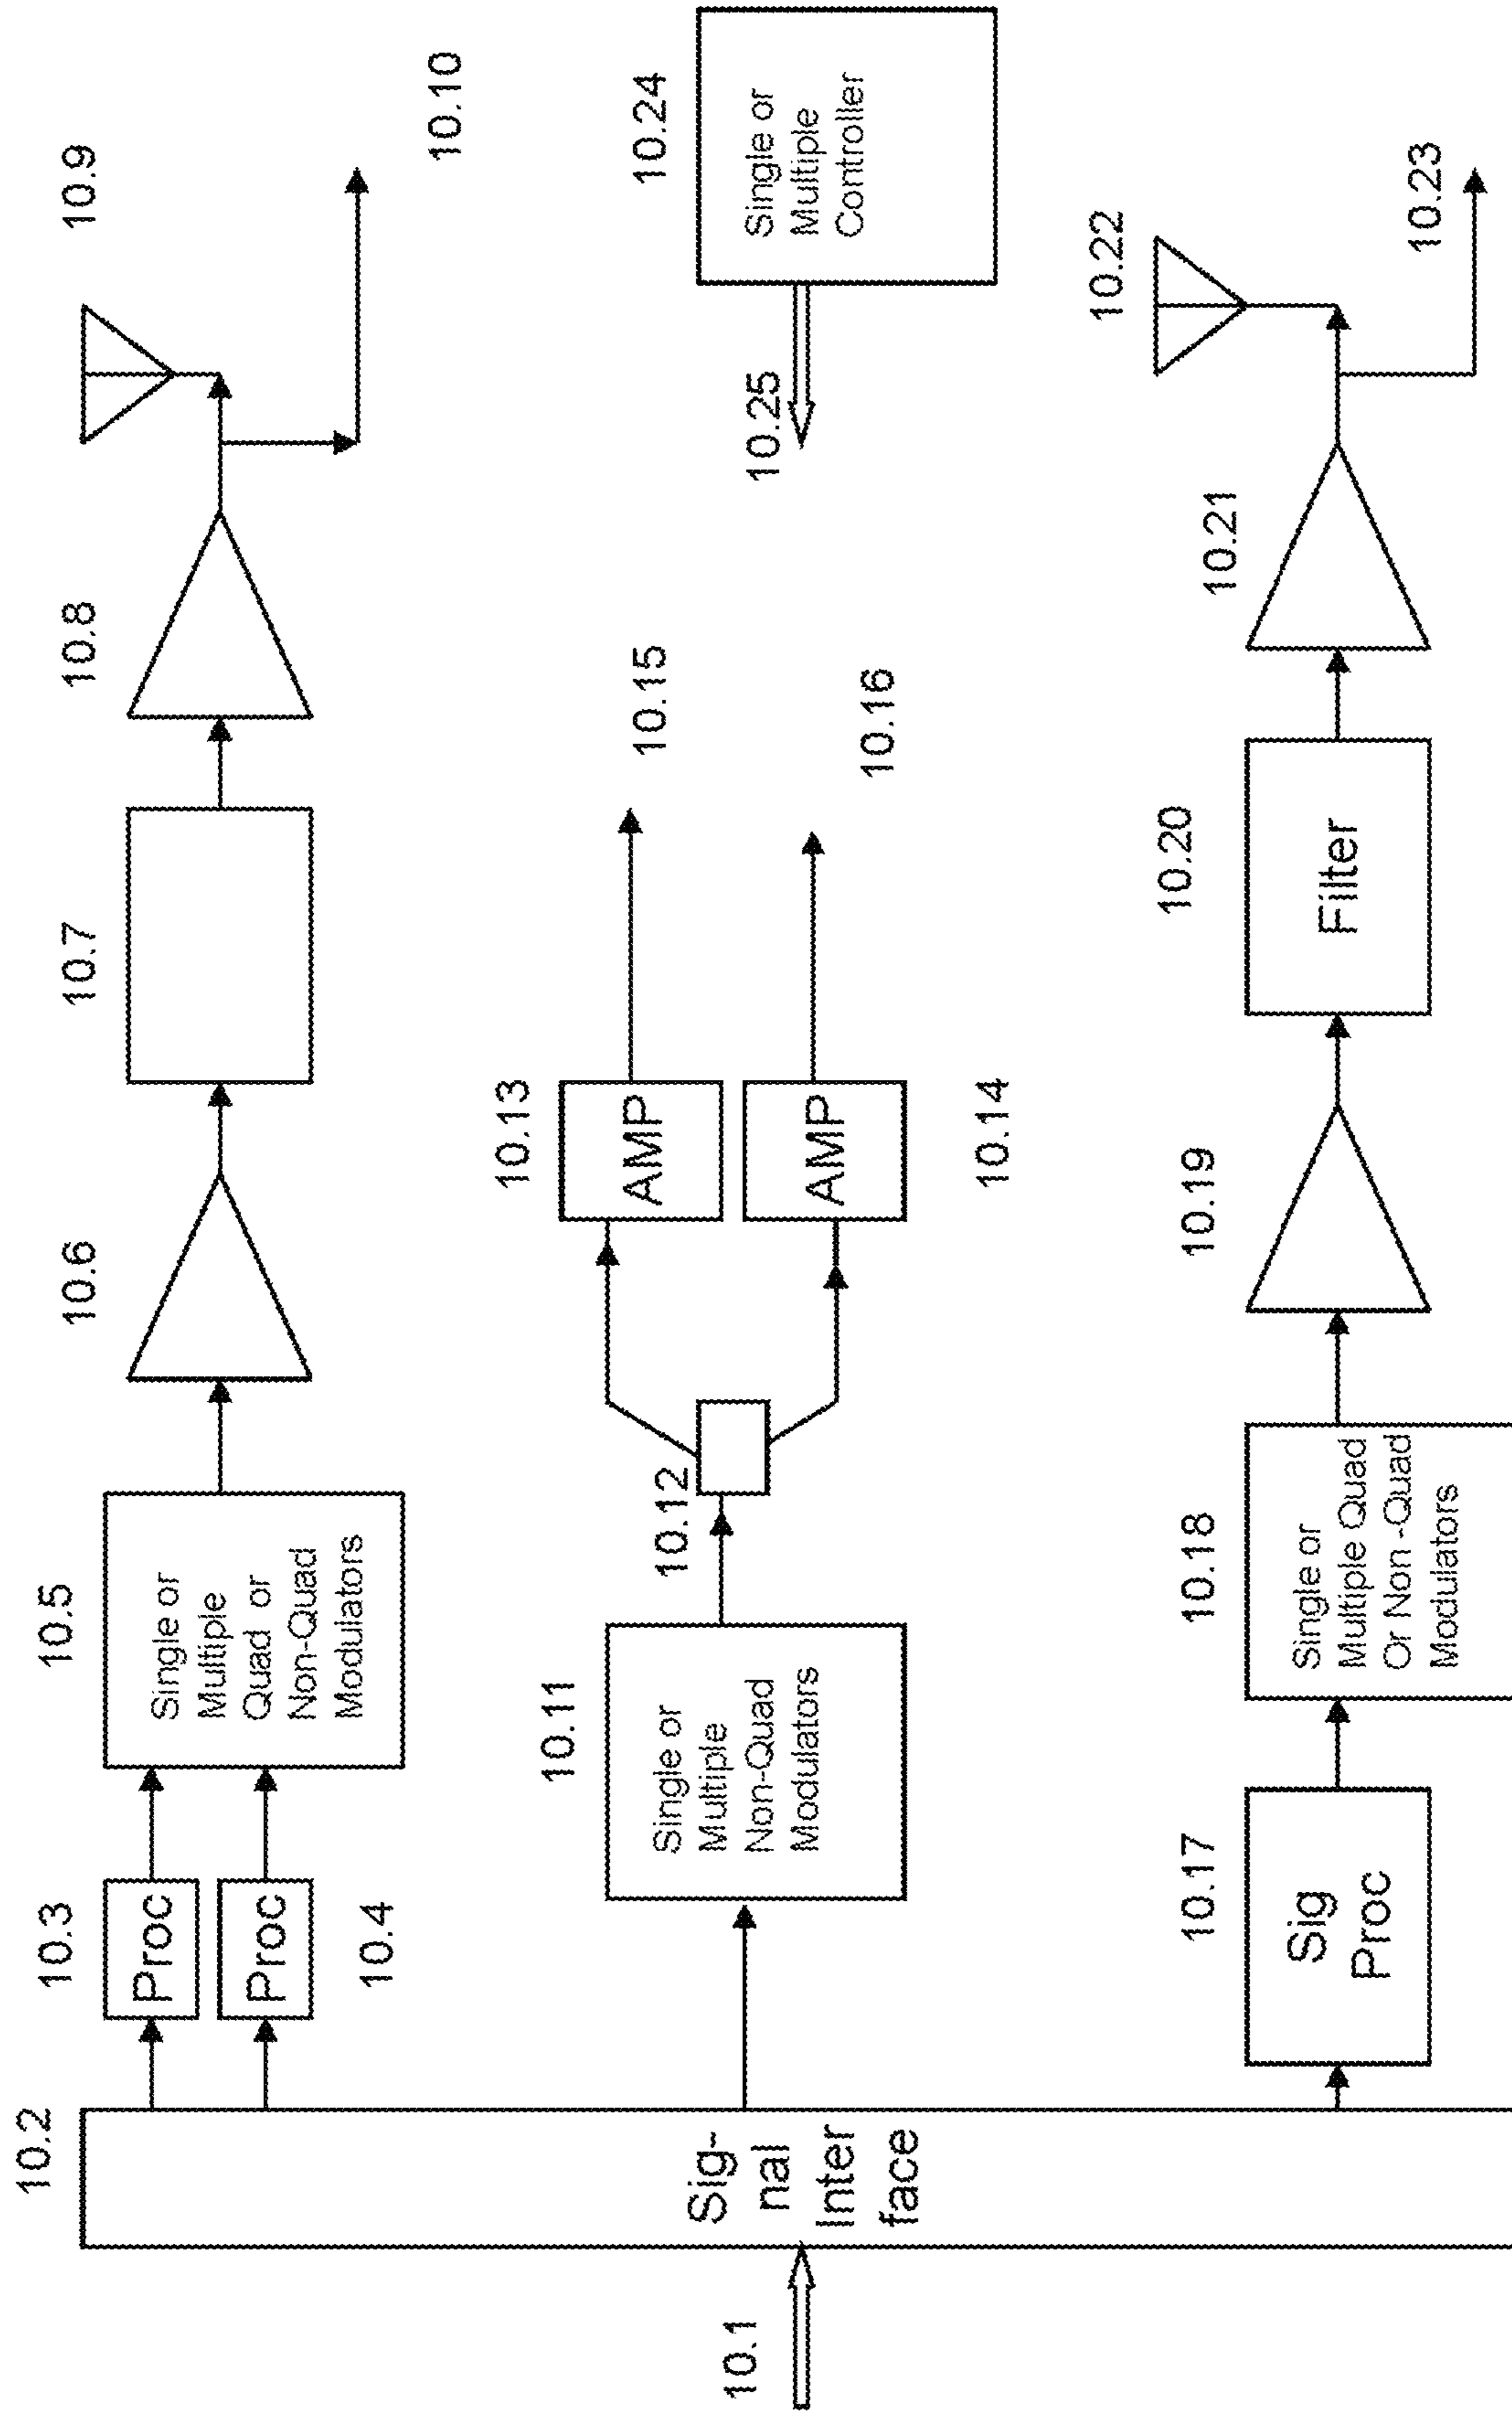 10.1
10.2
Sig-
nal
Inter
face
10.3
Proc
Proc
10.4
10.5
Single or
Multiple
Quad or
Non-Quad
Modulators
10.6
10.7
10.8
10.9
10.10
10.11
Single or
Multiple
Non-Quad
Modulators
10.12
10.13
AMP
AMP
10.14
10.15
10.16
10.24
Single or
Multiple
Controller
10.25
10.17
Sig
Proc
10.18
Single or
Multiple Quad
Or Non -Quad
Modulators
10.19
10.20
Filter
10.21
10.22
10.23